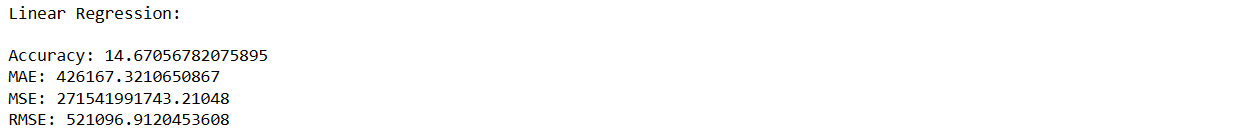 Linear Regression:
Accuracy: 14.67056782075895
MAE: 426167.3210650867
MSE: 271541991743.21048
RMSE: 521096.9120453608